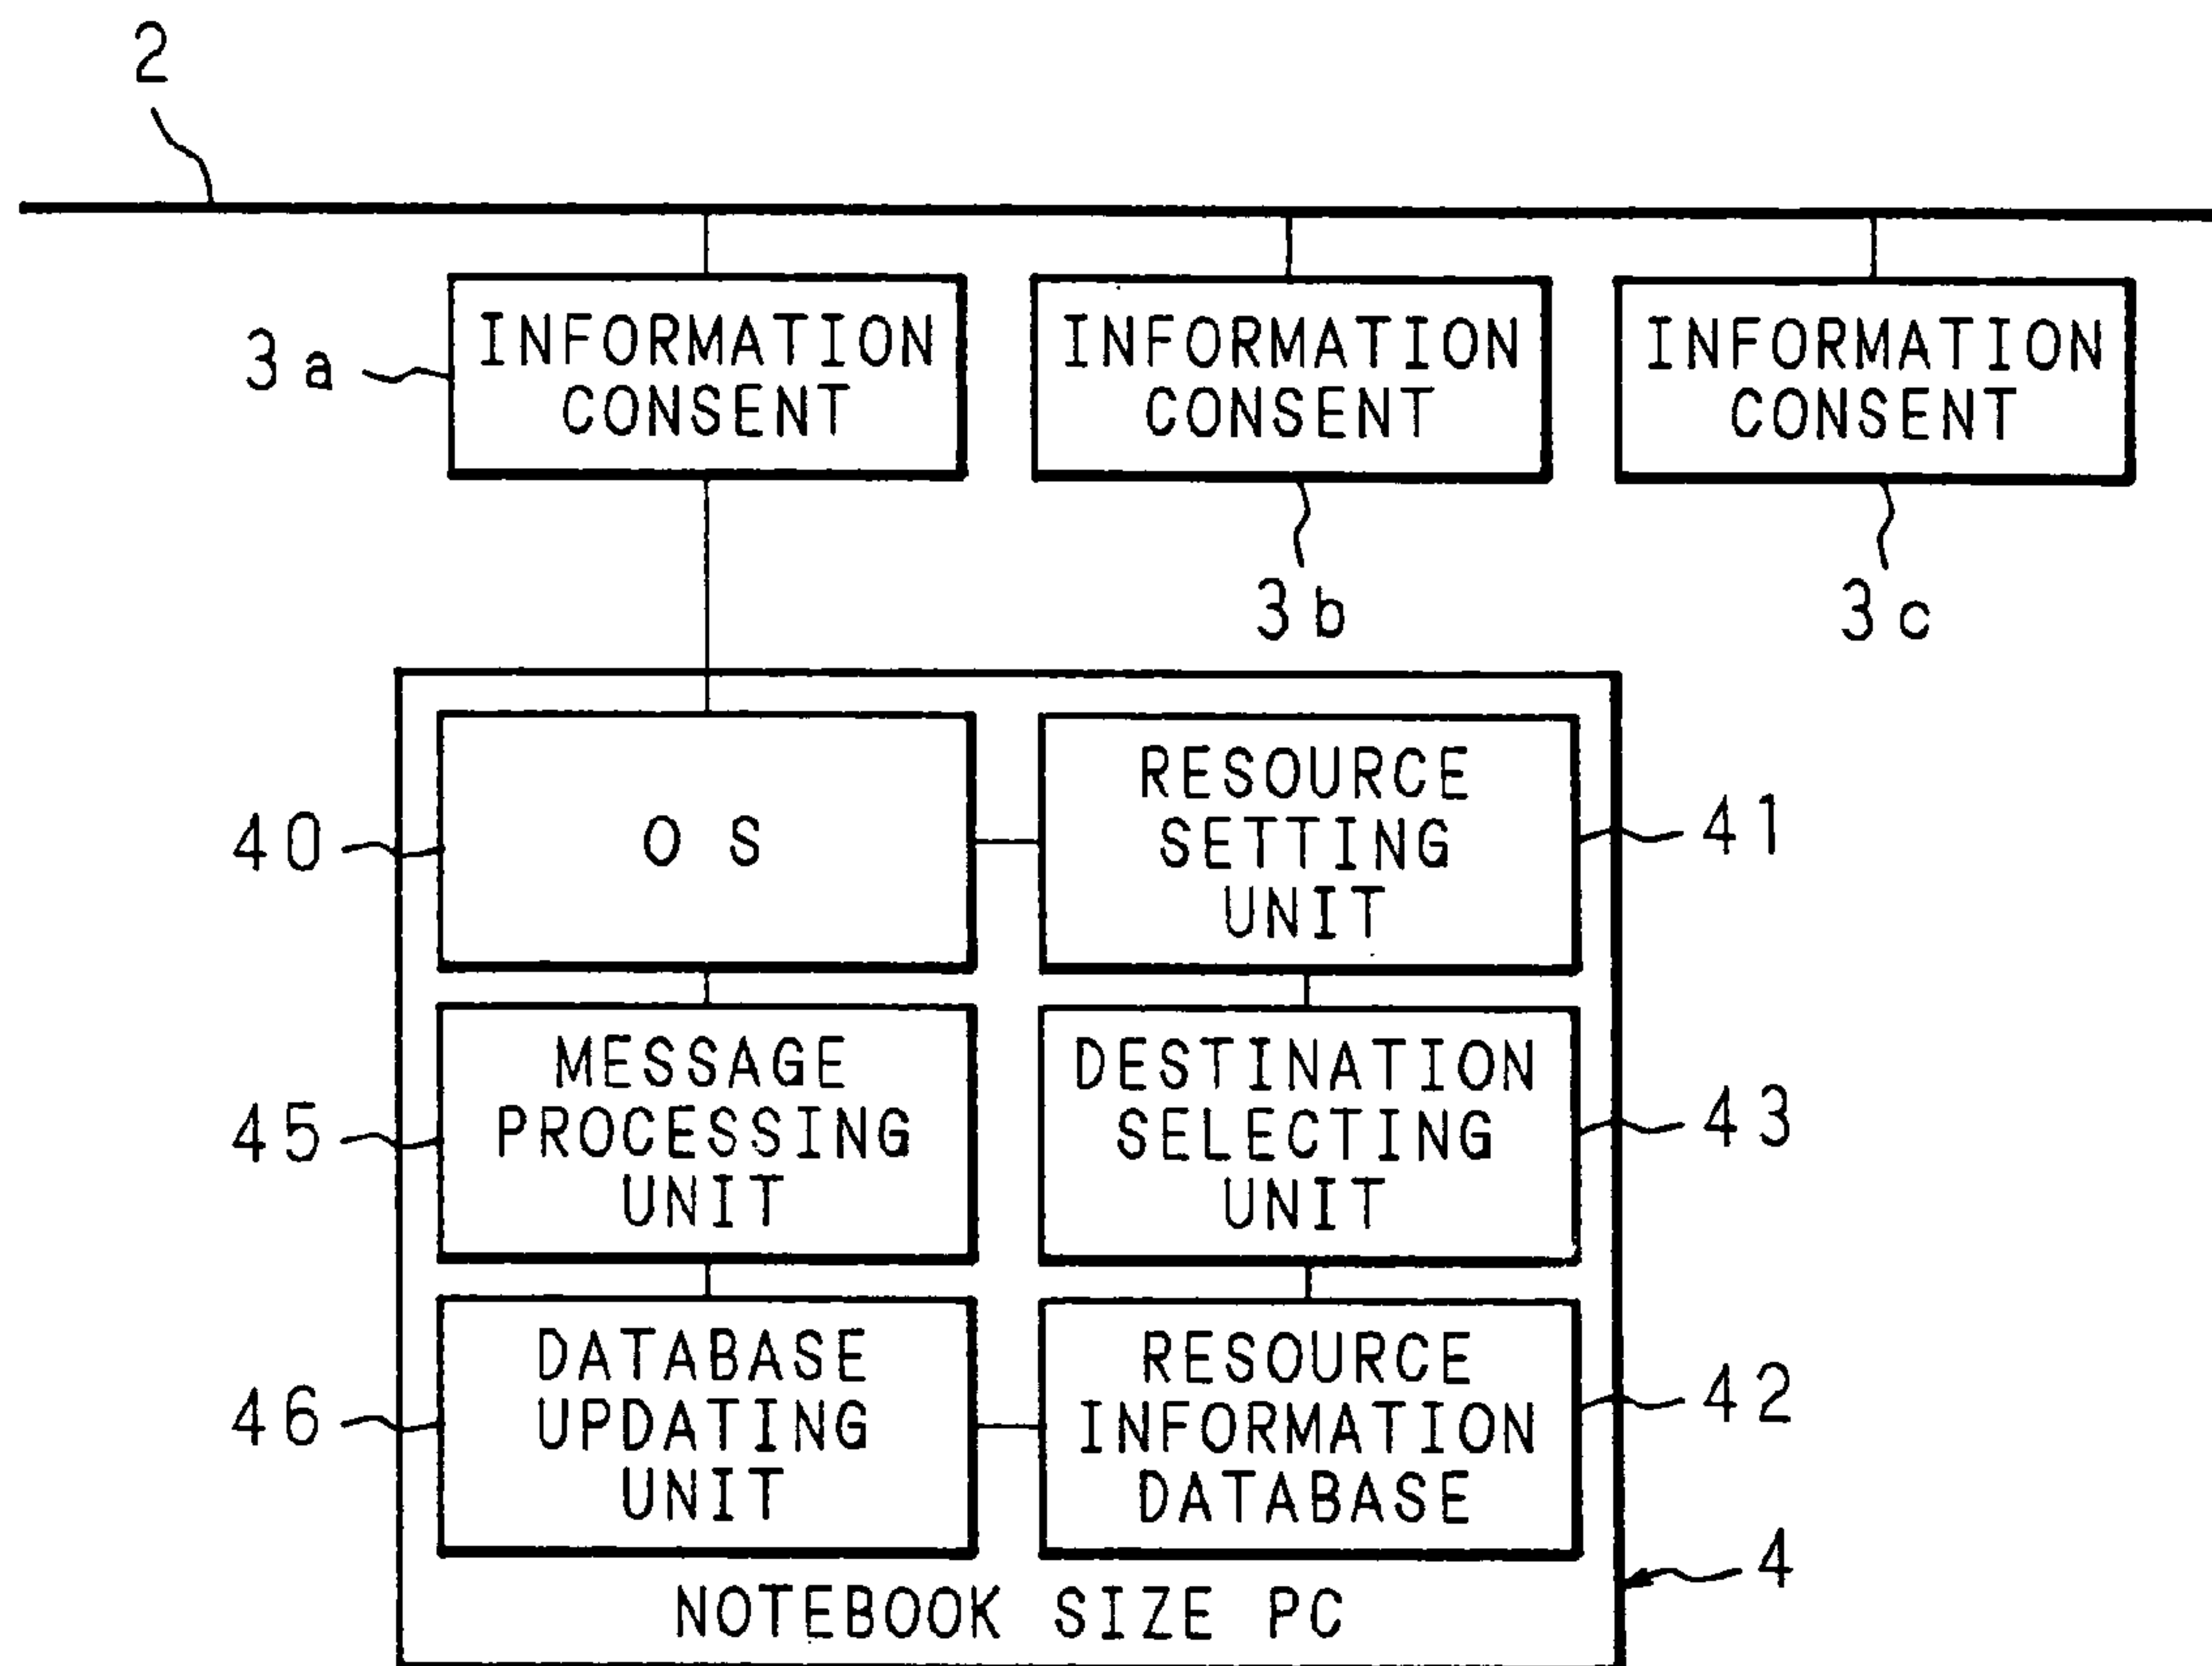 2
3a
INFORMATION
CONSENT
INFORMATION
CONSENT
INFORMATION
CONSENT
3b
3c
40
OS
RESOURCE
SETTING
UNIT
41
45
MESSAGE
PROCESSING
UNIT
DESTINATION
SELECTING
UNIT
43
46
DATABASE
UPDATING
UNIT
RESOURCE
INFORMATION
DATABASE
42
NOTEBOOK SIZE PC
4